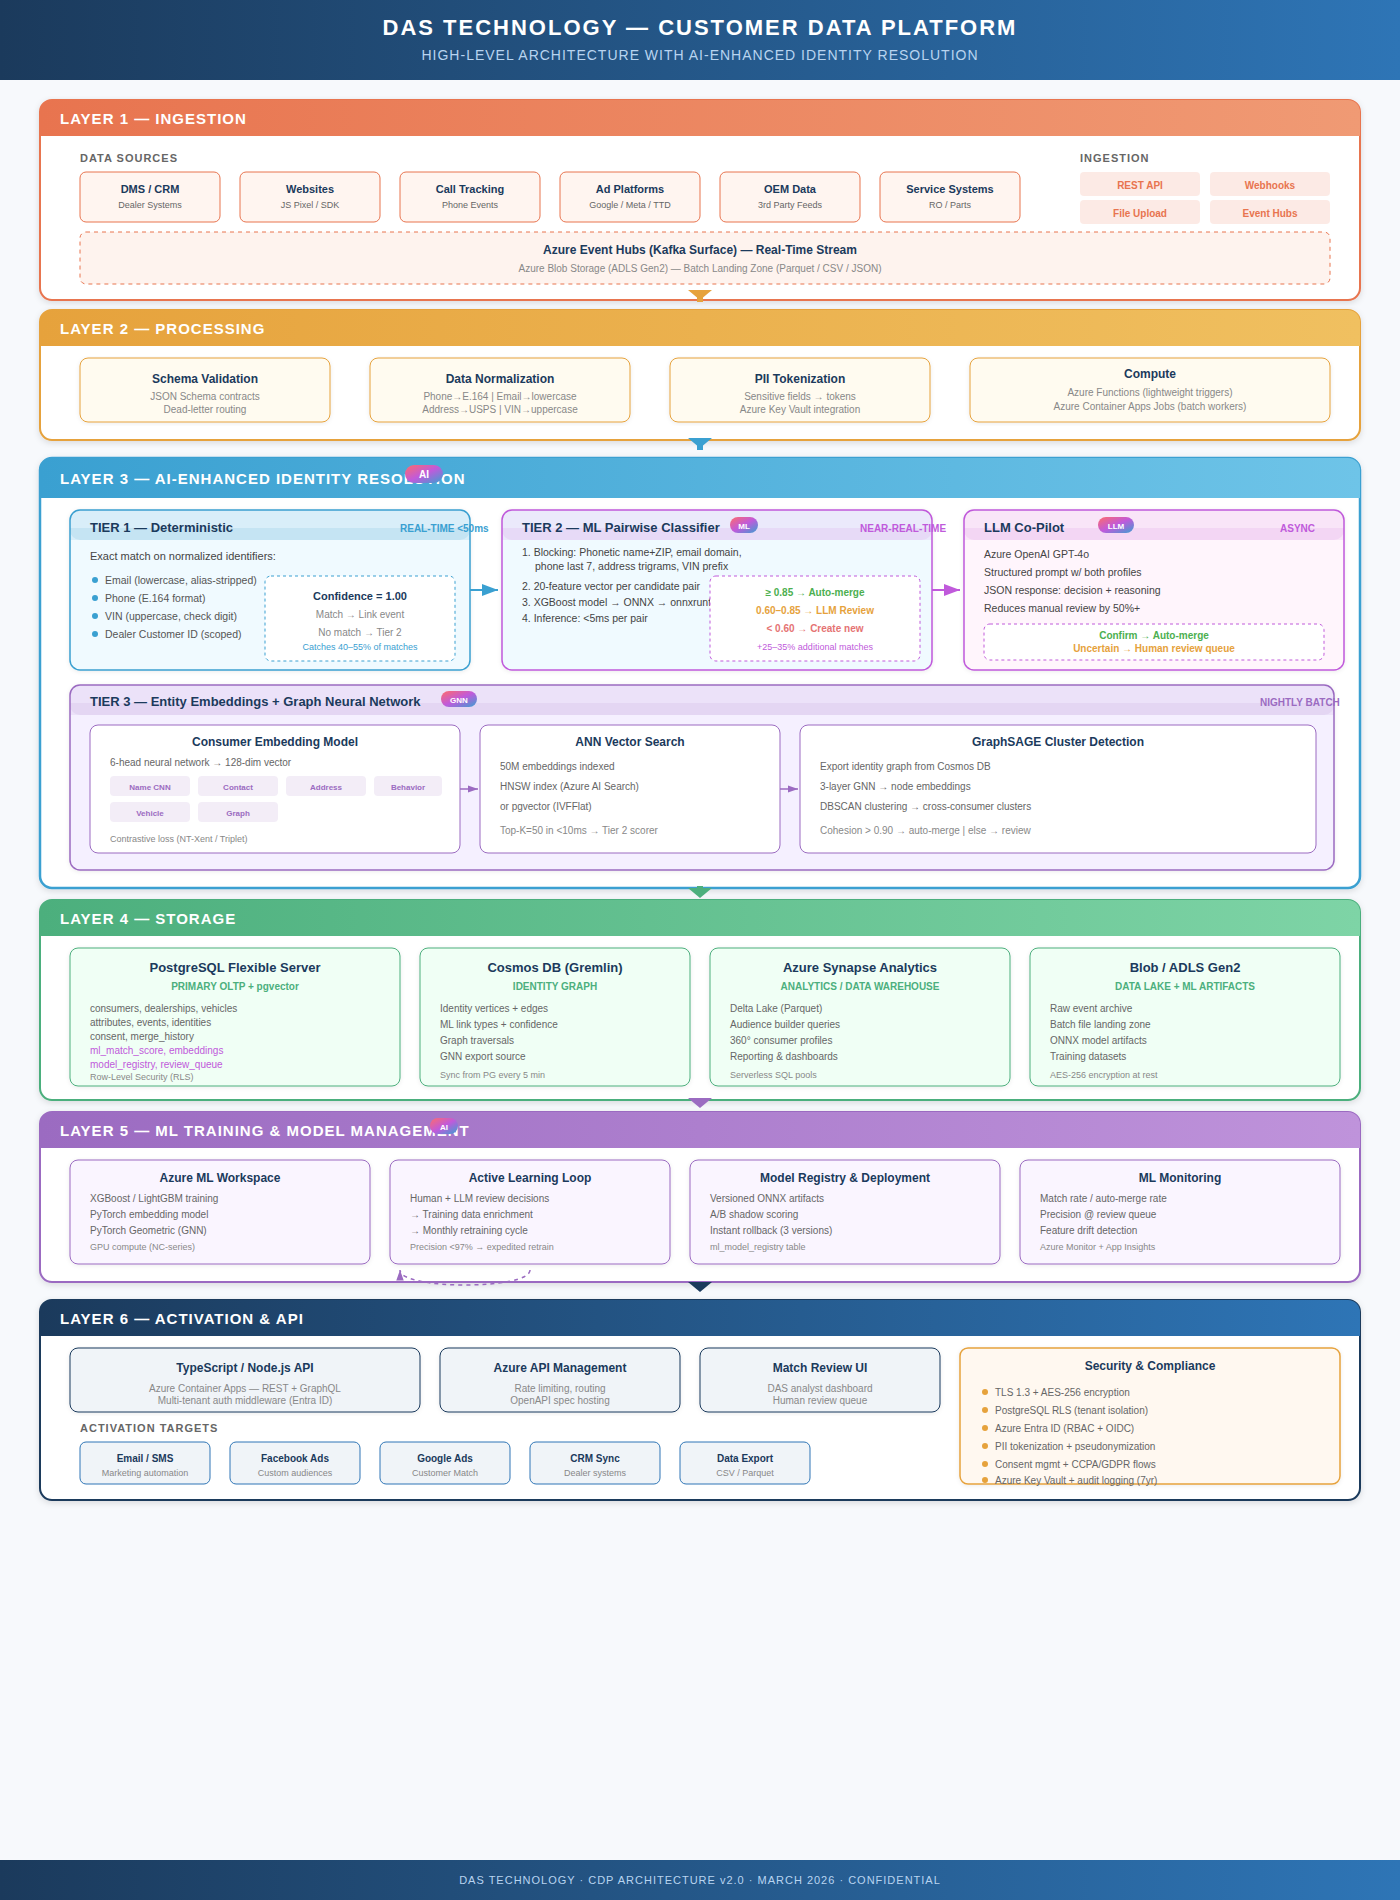 DAS TECHNOLOGY — CUSTOMER DATA PLATFORM
HIGH-LEVEL ARCHITECTURE WITH AI-ENHANCED IDENTITY RESOLUTION
LAYER 1 — INGESTION
DATA SOURCES
DMS / CRM
Dealer Systems
Websites
JS Pixel / SDK
Call Tracking
Phone Events
Ad Platforms
Google / Meta / TTD
OEM Data
3rd Party Feeds
Service Systems
RO / Parts
INGESTION
REST API
Webhooks
File Upload
Event Hubs
Azure Event Hubs (Kafka Surface) — Real-Time Stream
Azure Blob Storage (ADLS Gen2) — Batch Landing Zone (Parquet / CSV / JSON)
LAYER 2 — PROCESSING
Schema Validation
JSON Schema contracts
Dead-letter routing
Data Normalization
Phone→E.164 | Email→lowercase
Address→USPS | VIN→uppercase
PII Tokenization
Sensitive fields → tokens
Azure Key Vault integration
Compute
Azure Functions (lightweight triggers)
Azure Container Apps Jobs (batch workers)
LAYER 3 — AI-ENHANCED IDENTITY
AI
TIER 1 — Deterministic
REAL-TIME <50ms
Exact match on normalized identifiers:
Email (lowercase, alias-stripped)
Phone (E.164 format)
VIN (uppercase, check digit)
Dealer Customer ID (scoped)
Confidence = 1.00
Match → Link event
No match → Tier 2
Catches 40–55% of matches
TIER 2 — ML Pairwise Classifier
ML
NEAR-REAL-TIME
1. Blocking: Phonetic name+ZIP, email domain,
phone last 7, address trigrams, VIN prefix
2. 20-feature vector per candidate pair
3. XGBoost model → ONNX →
4. Inference: <5ms per pair
≥ 0.85 → Auto-merge
0.60–0.85 → LLM Review
< 0.60 → Create new
+25–35% additional matches
LLM Co-Pilot
LLM
ASYNC
Azure OpenAI GPT-4o
Structured prompt w/ both profiles
JSON response: decision + reasoning
Reduces manual review by 50%+
Confirm → Auto-merge
Uncertain → Human review queue
TIER 3 — Entity Embeddings + Graph Neural Network
GNN
NIGHTLY BATCH
Consumer Embedding Model
6-head neural network → 128-dim vector
Name CNN
Contact
Address
Behavior
Vehicle
Graph
Contrastive loss (NT-Xent / Triplet)
ANN Vector Search
50M embeddings indexed
HNSW index (Azure AI Search)
or pgvector (IVFFlat)
Top-K=50 in <10ms → Tier 2 scorer
GraphSAGE Cluster Detection
Export identity graph from Cosmos DB
3-layer GNN → node embeddings
DBSCAN clustering → cross-consumer clusters
Cohesion > 0.90 → auto-merge | else → review
LAYER 4 — STORAGE
PostgreSQL Flexible Server
PRIMARY OLTP + pgvector
consumers, dealerships, vehicles
attributes, events, identities
consent, merge_history
ml_match_score, embeddings
model_registry, review_queue
Row-Level Security (RLS)
Cosmos DB (Gremlin)
IDENTITY GRAPH
Identity vertices + edges
ML link types + confidence
Graph traversals
GNN export source
Sync from PG every 5 min
Azure Synapse Analytics
ANALYTICS / DATA WAREHOUSE
Delta Lake (Parquet)
Audience builder queries
360° consumer profiles
Reporting & dashboards
Serverless SQL pools
Blob / ADLS Gen2
DATA LAKE + ML ARTIFACTS
Raw event archive
Batch file landing zone
ONNX model artifacts
Training datasets
AES-256 encryption at rest
LAYER 5 — ML TRAINING & MODEL
AI
Azure ML Workspace
XGBoost / LightGBM training
PyTorch embedding model
PyTorch Geometric (GNN)
GPU compute (NC-series)
Active Learning Loop
Human + LLM review decisions
→ Training data enrichment
→ Monthly retraining cycle
Precision <97% → expedited retrain
Model Registry & Deployment
Versioned ONNX artifacts
A/B shadow scoring
Instant rollback (3 versions)
ml_model_registry table
ML Monitoring
Match rate / auto-merge rate
Precision @ review queue
Feature drift detection
Azure Monitor + App Insights
LAYER 6 — ACTIVATION & API
TypeScript / Node.js API
Azure Container Apps — REST + GraphQL
Multi-tenant auth middleware (Entra ID)
Azure API Management
Rate limiting, routing
OpenAPI spec hosting
Match Review UI
DAS analyst dashboard
Human review queue
Security & Compliance
TLS 1.3 + AES-256 encryption
PostgreSQL RLS (tenant isolation)
Azure Entra ID (RBAC + OIDC)
PII tokenization + pseudonymization
Consent mgmt + CCPA/GDPR flows
Azure Key Vault + audit logging (7yr)
ACTIVATION TARGETS
Email / SMS
Marketing automation
Facebook Ads
Custom audiences
Google Ads
Customer Match
CRM Sync
Dealer systems
Data Export
CSV / Parquet
DAS TECHNOLOGY · CDP ARCHITECTURE v2.0 · MARCH 2026 · CONFIDENTIAL